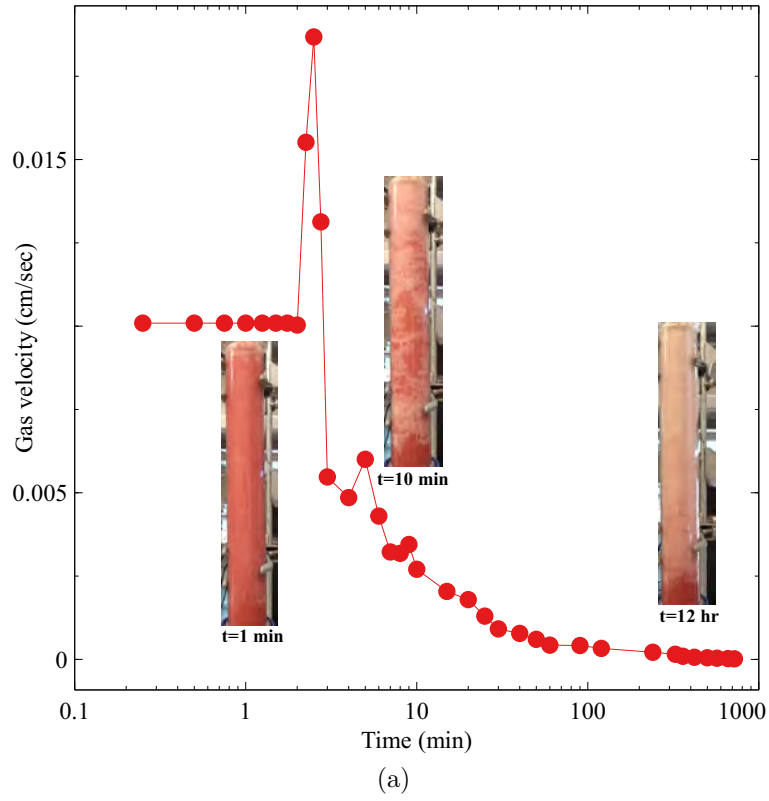 0.015
Gas velocity (cm/sec)
t=10 min
0.005
t=1 min
t=12 hr
0
0.1
1
10
100
1000
Time (min)
(a)